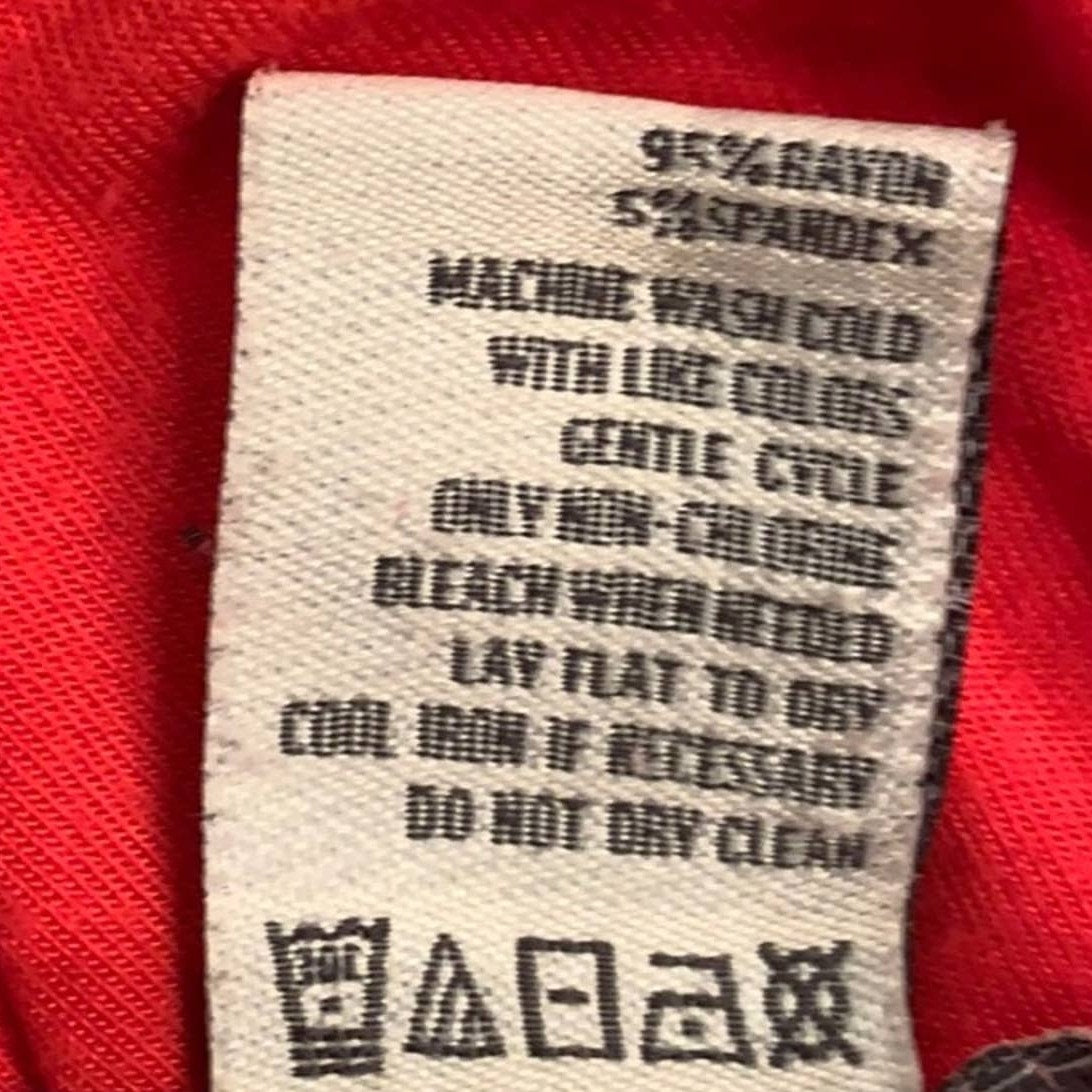 95%RAYON
5%SPANDEX
MACHINE WASH COLD
WITH LIKE COLORS
GENTLE CYCLE
ONLY NON-CHLORINE
BLEACH WHEN NEEDED
LAY FLAT TO DRY
COOL IRON IF NECESSARY
DO NOT DRY CLEAN
30C